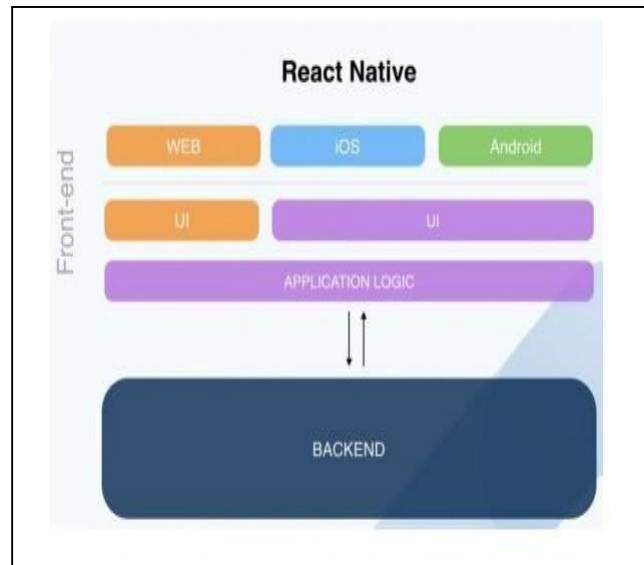 React Native
Front-end
WEB iOS Android
UI UI
APPLICATION LOGIC
BACKEND